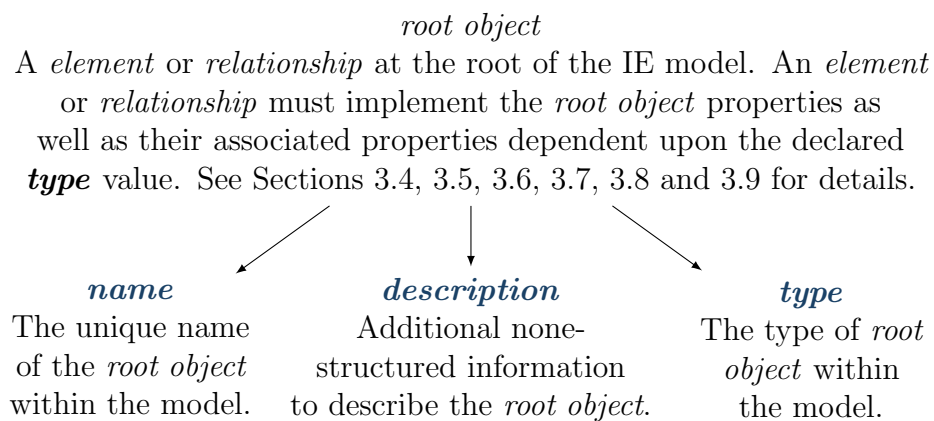 root object
A element or relationship at the root of the IE model. An element
or relationship must implement the root object properties as
well as their associated properties dependent upon the declared
type value. See Sections 3.4, 3.5, 3.6, 3.7, 3.8 and 3.9 for details.
name
The unique name
of the root object
within the model.
description
Additional none-
structured information
to describe the root object.
type
The type of root
object within
the model.